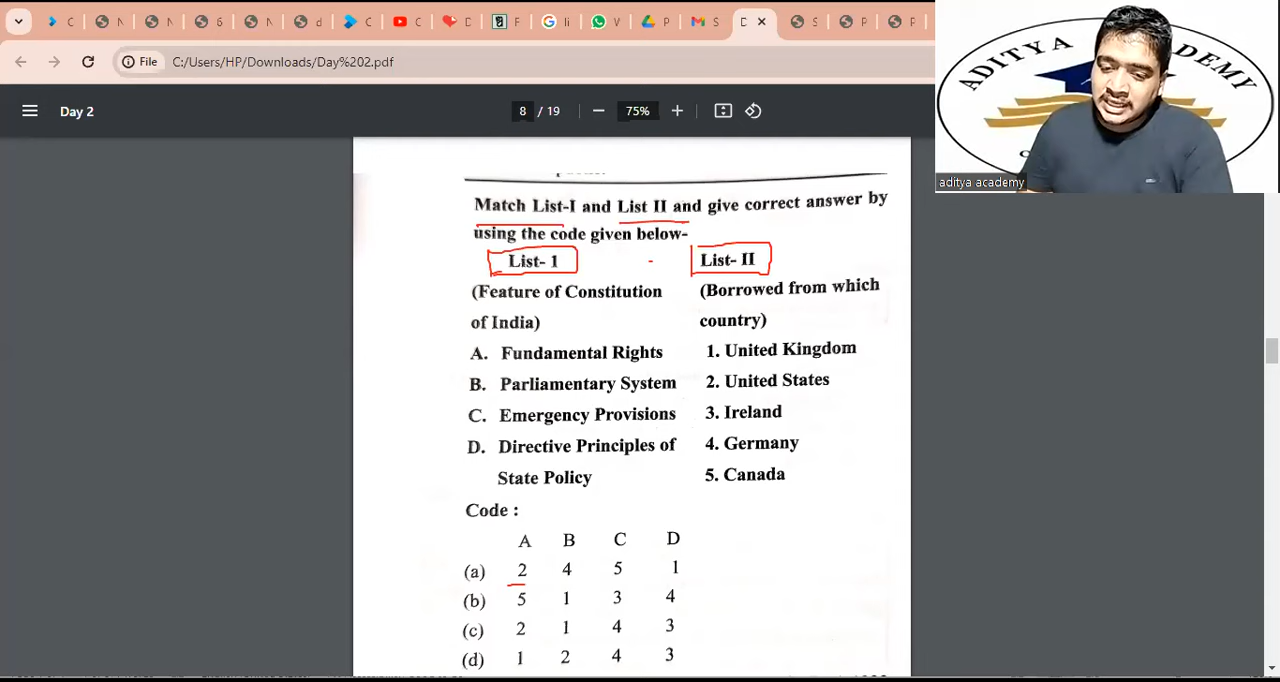 File C:/Users/HP/Downloads/Day%202.pdf
Day 2
8 / 19
75%
ADITYA ACADEMY
aditya academy
Match List-I and List II and give correct answer by
using the code given below-
List- 1 List- II
(Feature of Constitution (Borrowed from which
of India) country)
A. Fundamental Rights 1. United Kingdom
B. Parliamentary System 2. United States
C. Emergency Provisions 3. Ireland
D. Directive Principles of 4. Germany
State Policy 5. Canada
Code :
A B C D
(a) 2 4 5 1
(b) 5 1 3 4
(c) 2 1 4 3
(d) 1 2 4 3